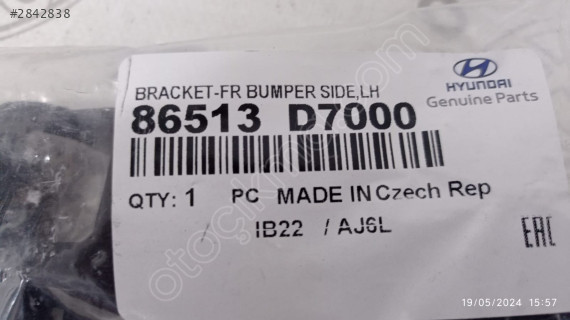 #2842838
BRACKET-FR BUMPER SIDE,LH
HYUNDAI
86513 D7000
Genuine Parts
QTY: 1 PC MADE IN Czech Rep
/ IB22 / AJ6L
EAC
19/05/2024 15:57